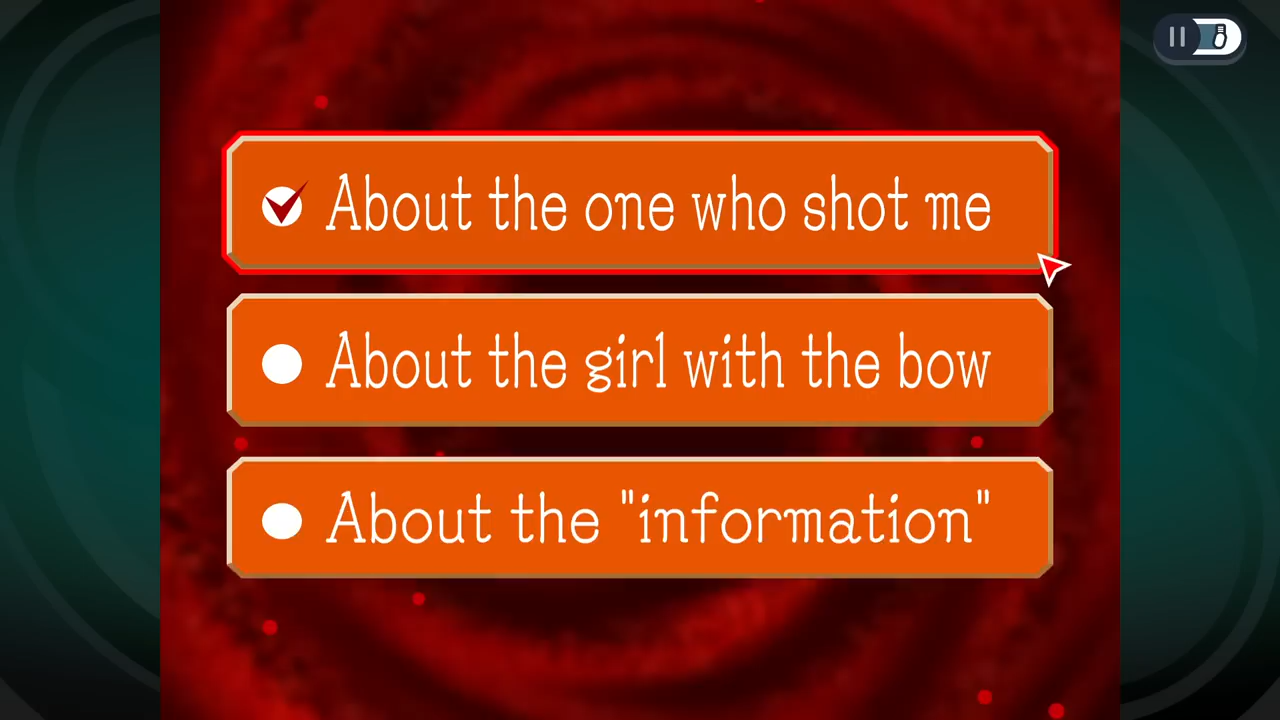 About the one who shot me
About the girl with the bow
About the "information"